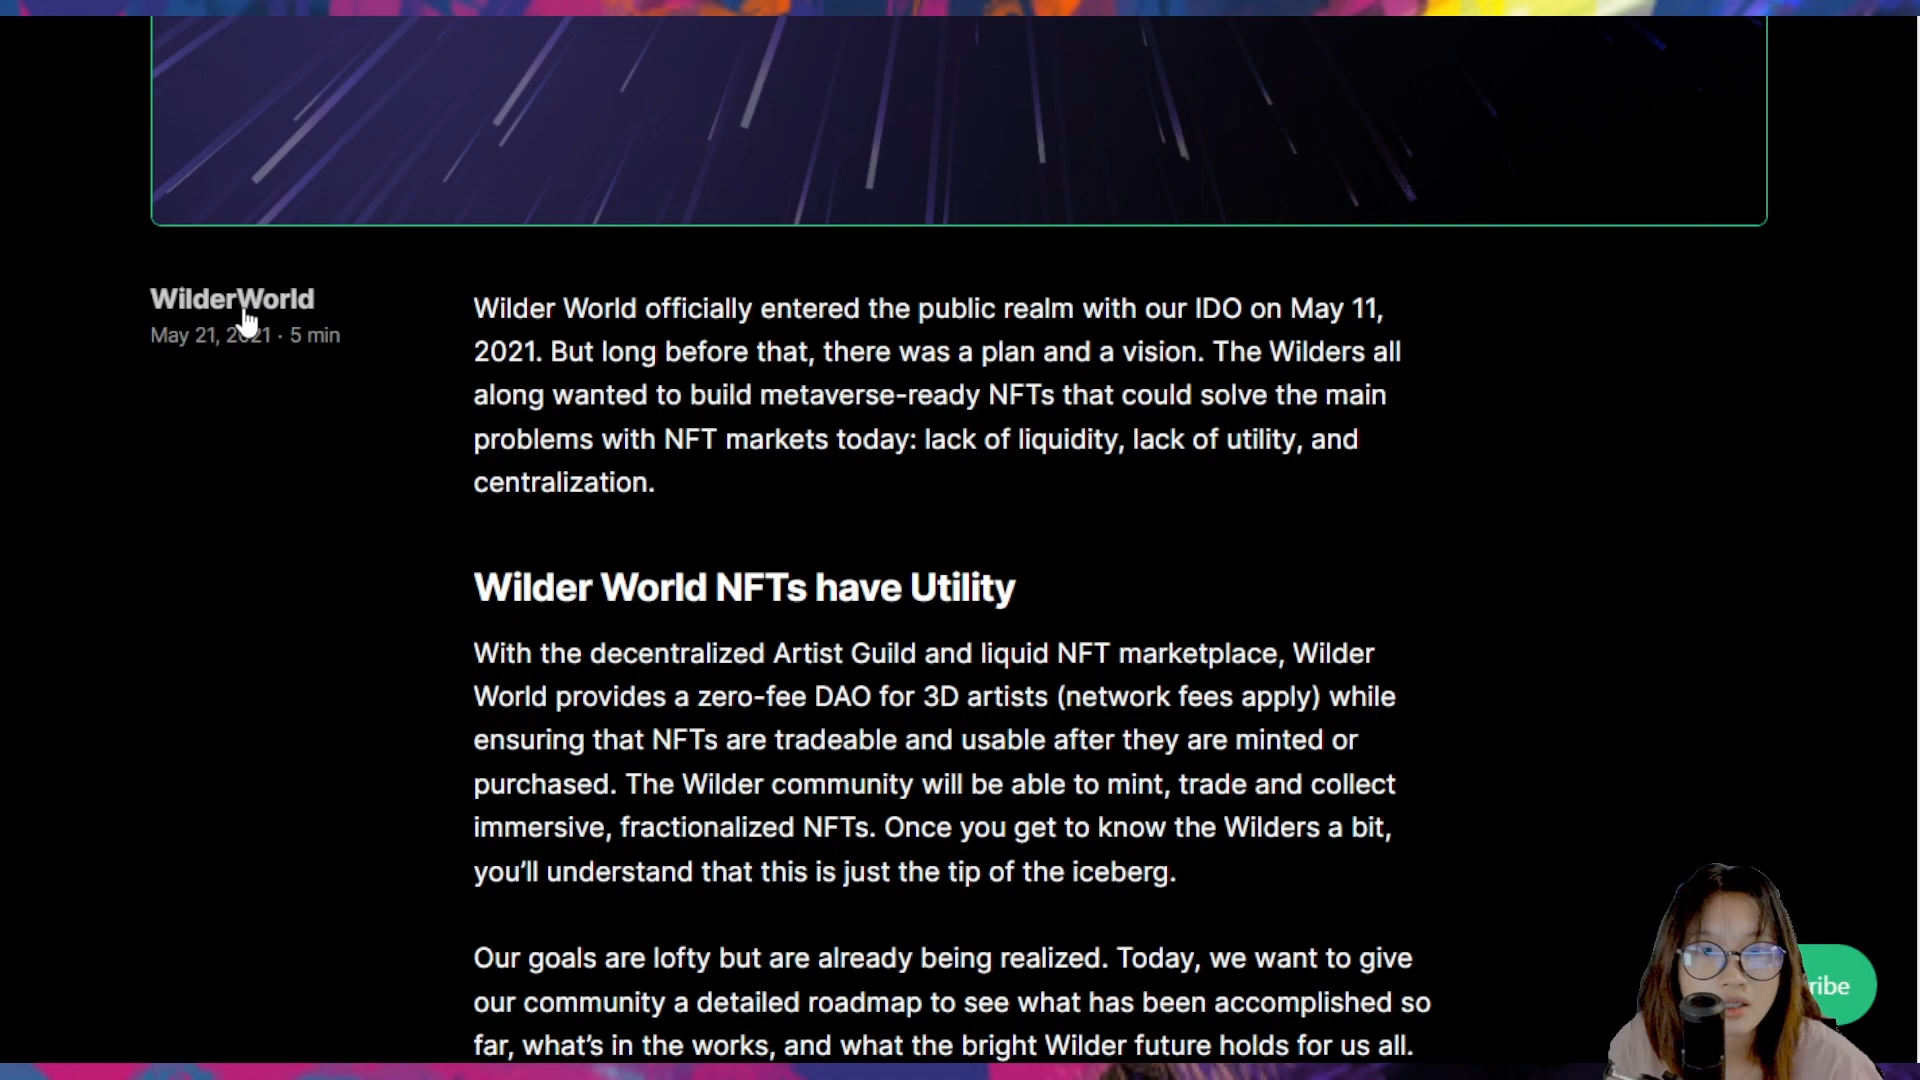 WilderWorld
May 21, 2021 · 5 min
Wilder World officially entered the public realm with our IDO on May 11,
2021. But long before that, there was a plan and a vision. The Wilders all
along wanted to build metaverse-ready NFTs that could solve the main
problems with NFT markets today: lack of liquidity, lack of utility, and
centralization.
Wilder World NFTs have Utility
With the decentralized Artist Guild and liquid NFT marketplace, Wilder
World provides a zero-fee DAO for 3D artists (network fees apply) while
ensuring that NFTs are tradeable and usable after they are minted or
purchased. The Wilder community will be able to mint, trade and collect
immersive, fractionalized NFTs. Once you get to know the Wilders a bit,
you’ll understand that this is just the tip of the iceberg.
Our goals are lofty but are already being realized. Today, we want to give
our community a detailed roadmap to see what has been accomplished so
far, what’s in the works, and what the bright Wilder future holds for us all.